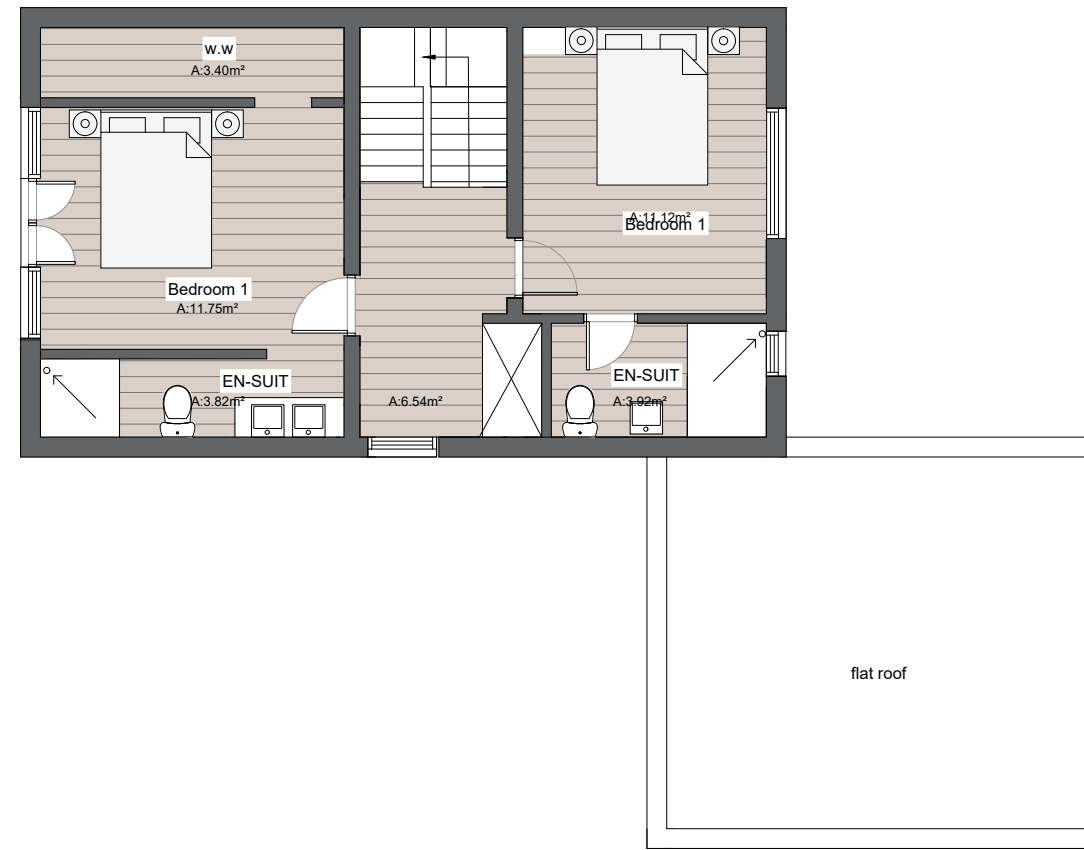 w.w
A:3.40m²
A:11.12m²
Bedroom 1
Bedroom 1
A:11.75m²
EN-SUIT
A:3.82m²
A:6.54m²
EN-SUIT
A:3.92m²
flat roof